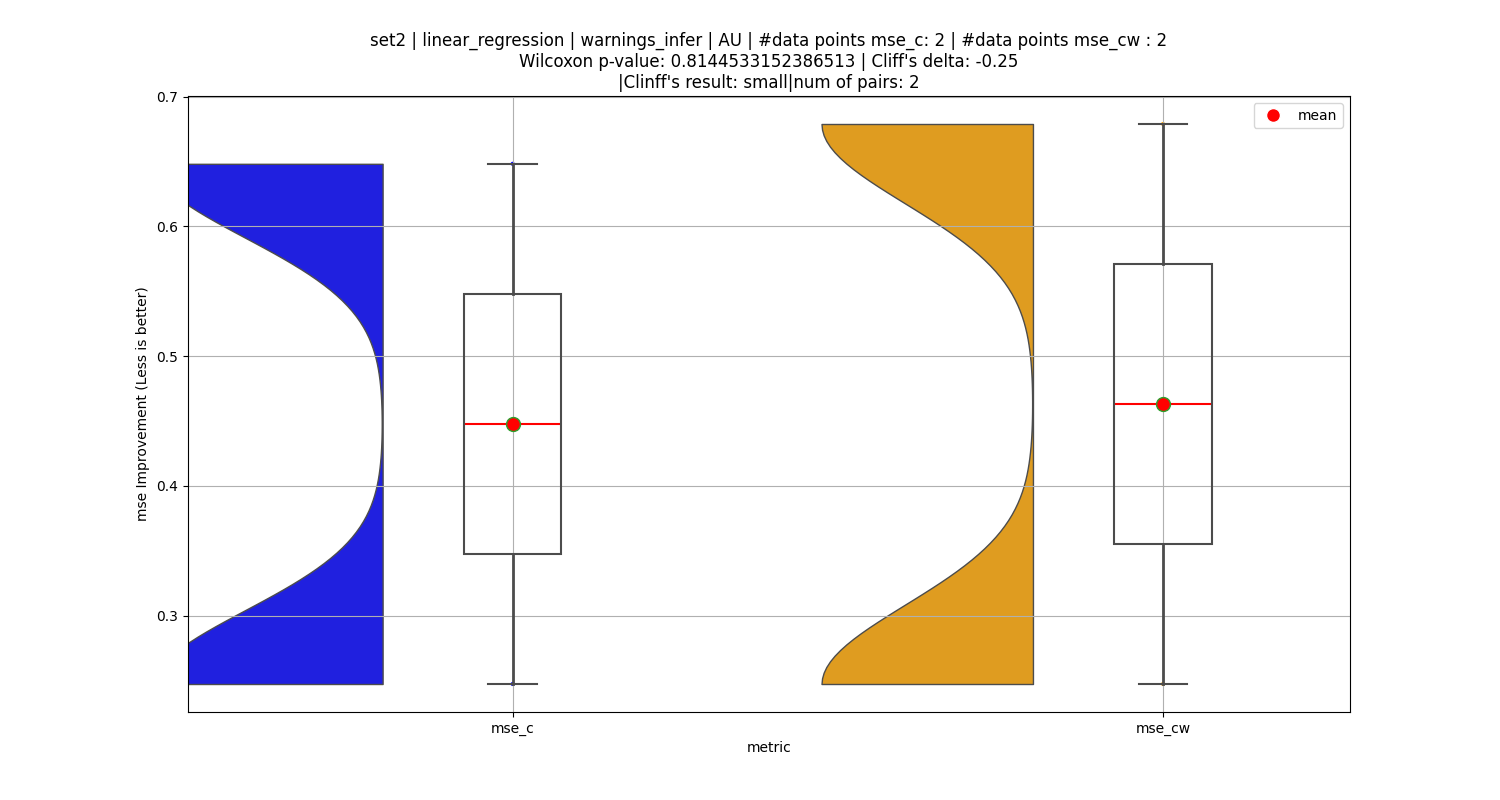 set2 | linear_regression | warnings_infer | AU | #data points mse_c: 2 | #data points mse_cw : 2
Wilcoxon p-value: 0.8144533152386513 | Cliff's delta: -0.25
|Clinff's result: small|num of pairs: 2
mean
0.7
0.6
0.5
0.4
0.3
mse Improvement (Less is better)
mse_c
mse_cw
metric